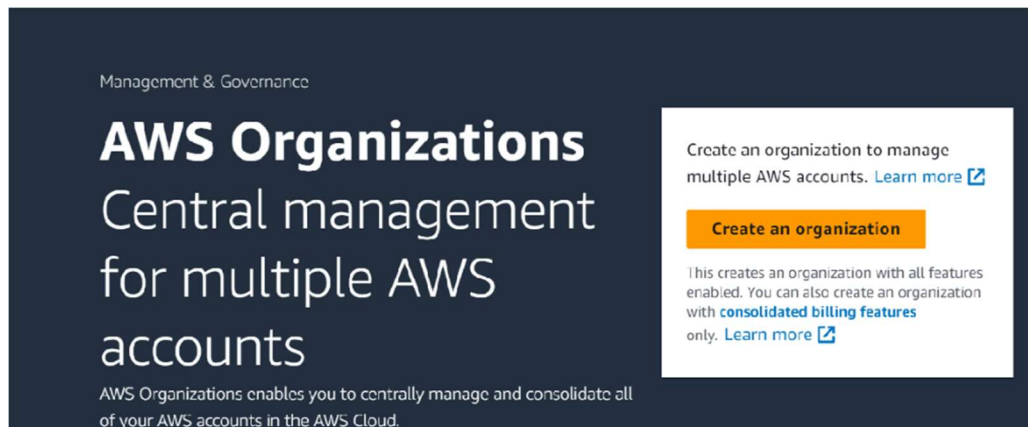 Management & Governance
AWS Organizations
Central management
for multiple AWS
accounts
AWS Organizations enables you to centrally manage and consolidate all
of your AWS accounts in the AWS Cloud.
Create an organization to manage
multiple AWS accounts. Learn more
Create an organization
This creates an organization with all features
enabled. You can also create an organization
with consolidated billing features
only. Learn more